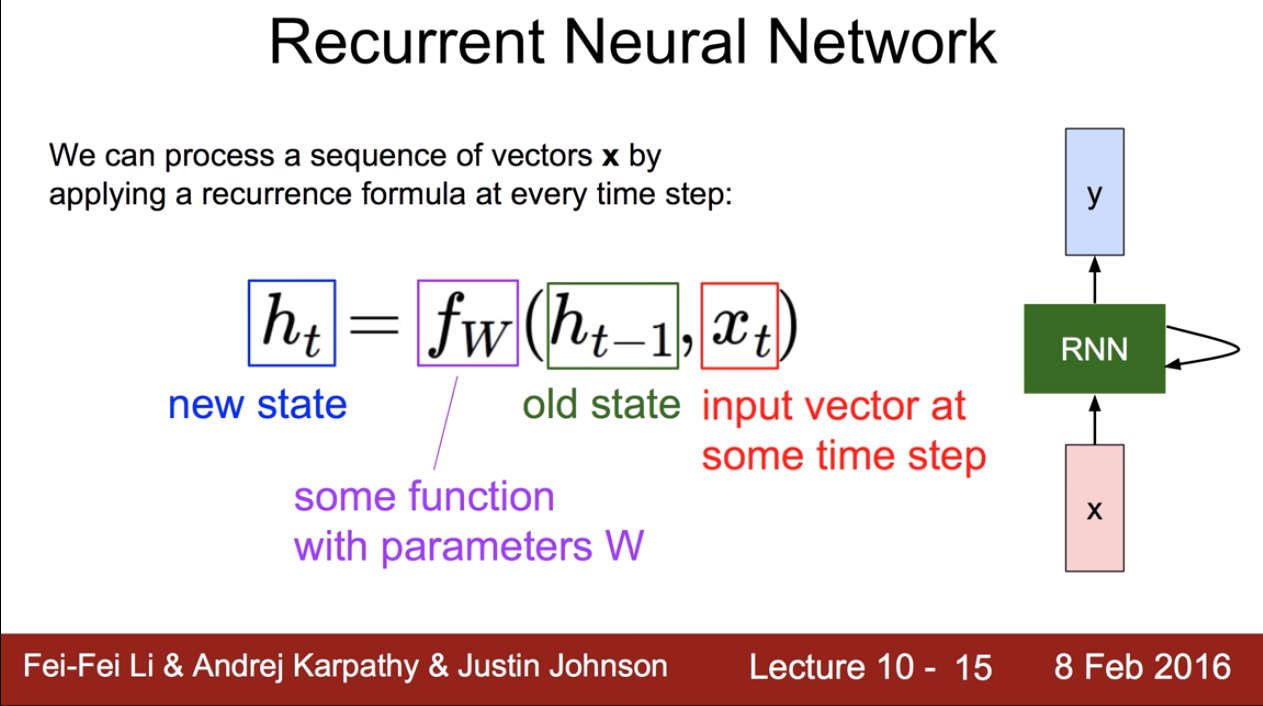 Recurrent Neural Network
We can process a sequence of vectors x by
applying a recurrence formula at every time step:
h_t = f_W(h_{t-1}, x_t)
new state
old state
input vector at
some time step
some function
with parameters W
y
RNN
x
Fei-Fei Li & Andrej Karpathy & Justin Johnson Lecture 10 - 15 8 Feb 2016